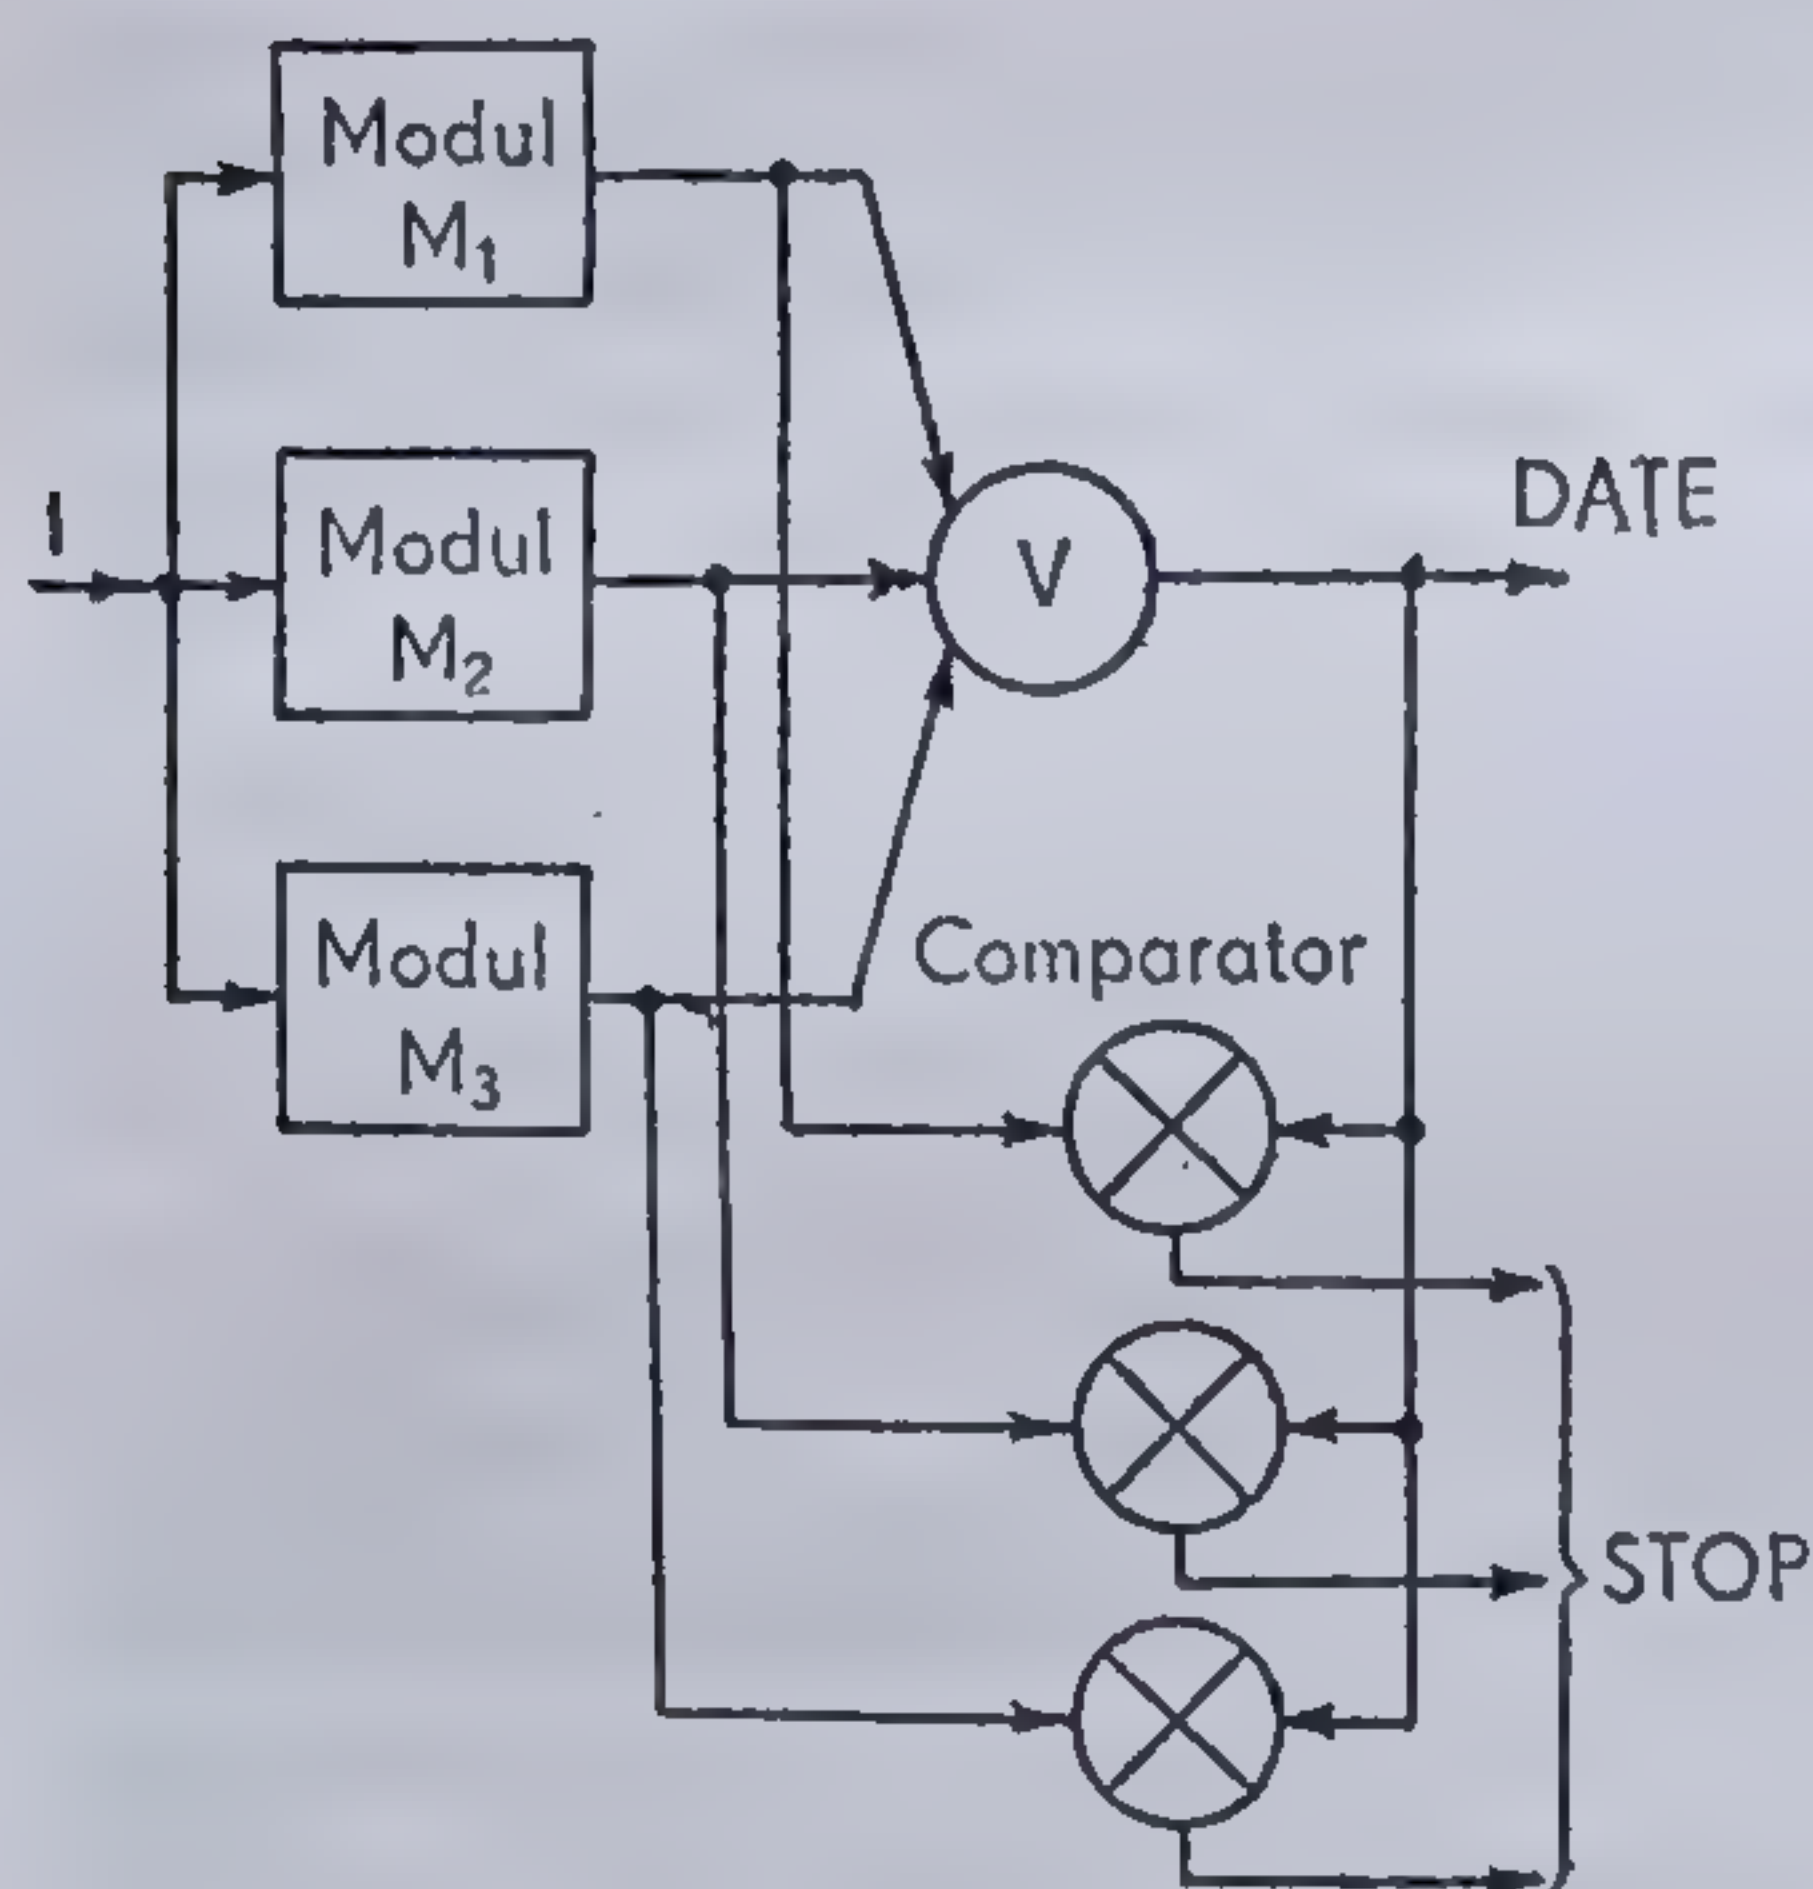 Modul
M₁
I
Modul
M₂
V
DATE
Modul
M₃
Comparator
STOP